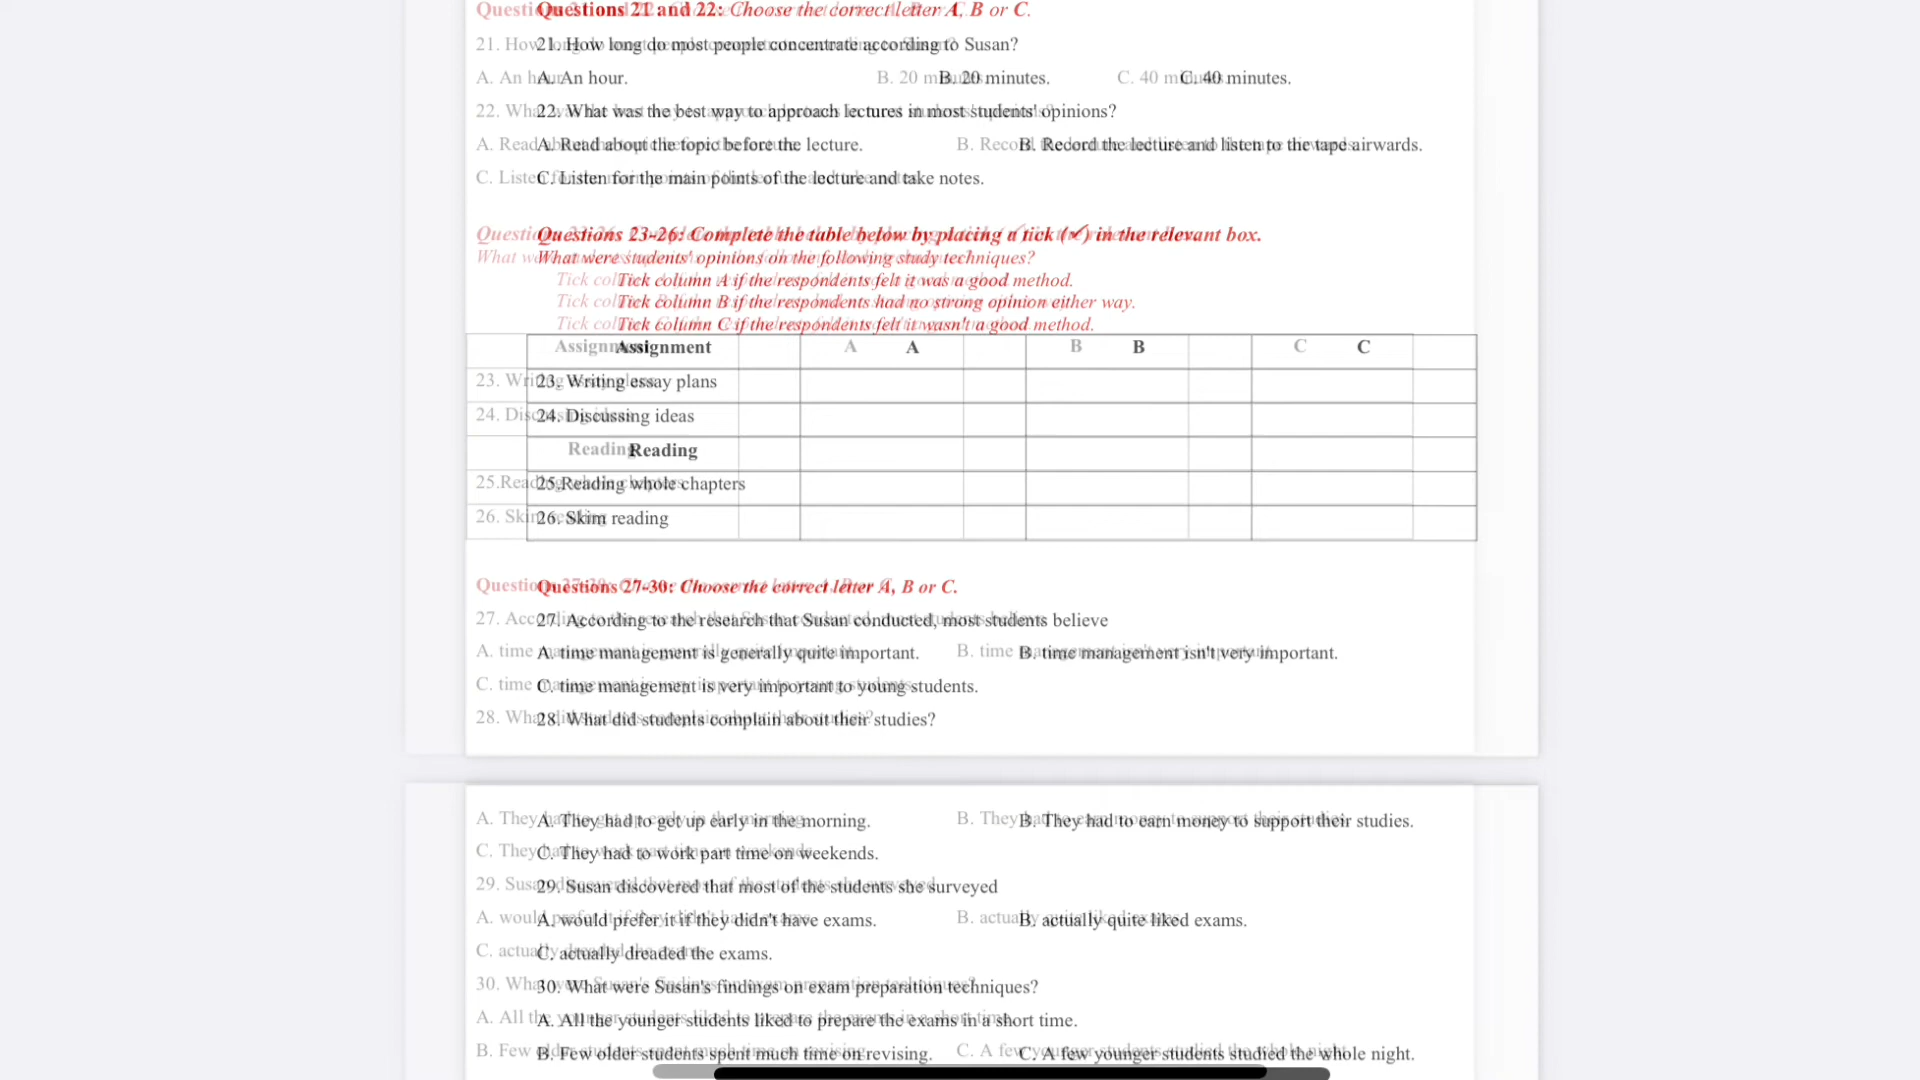 Questions 21 and 22: Choose the correct letter A, B or C.
21. How long do most people concentrate according to Susan?
A. An hour. B. 20 minutes. C. 40 minutes.
22. What was the best way to approach lectures in most students' opinions?
A. Read about the topic before the lecture. B. Record the lecture and listen to the tape airwards.
C. Listen for the main points of the lecture and take notes.
Questions 23-26: Complete the table below by placing a tick (✓) in the relevant box.
What were students' opinions on the following study techniques?
Tick column A if the respondents felt it was a good method.
Tick column B if the respondents had no strong opinion either way.
Tick column C if the respondents felt it wasn't a good method.
Assignment A B C
23. Writing essay plans
24. Discussing ideas
Reading
25.Reading whole chapters
26. Skim reading
Questions 27-30: Choose the correct letter A, B or C.
27. According to the research that Susan conducted, most students believe
A. time management is generally quite important. B. time management isn't very important.
C. time management is very important to young students.
28. What did students complain about their studies?
A. They had to get up early in the morning. B. They had to earn money to support their studies.
C. They had to work part time on weekends.
29. Susan discovered that most of the students she surveyed
A. would prefer it if they didn't have exams. B. actually quite liked exams.
C. actually dreaded the exams.
30. What were Susan's findings on exam preparation techniques?
A. All the younger students liked to prepare the exams in a short time.
B. Few older students spent much time on revising. C. A few younger students studied the whole night.